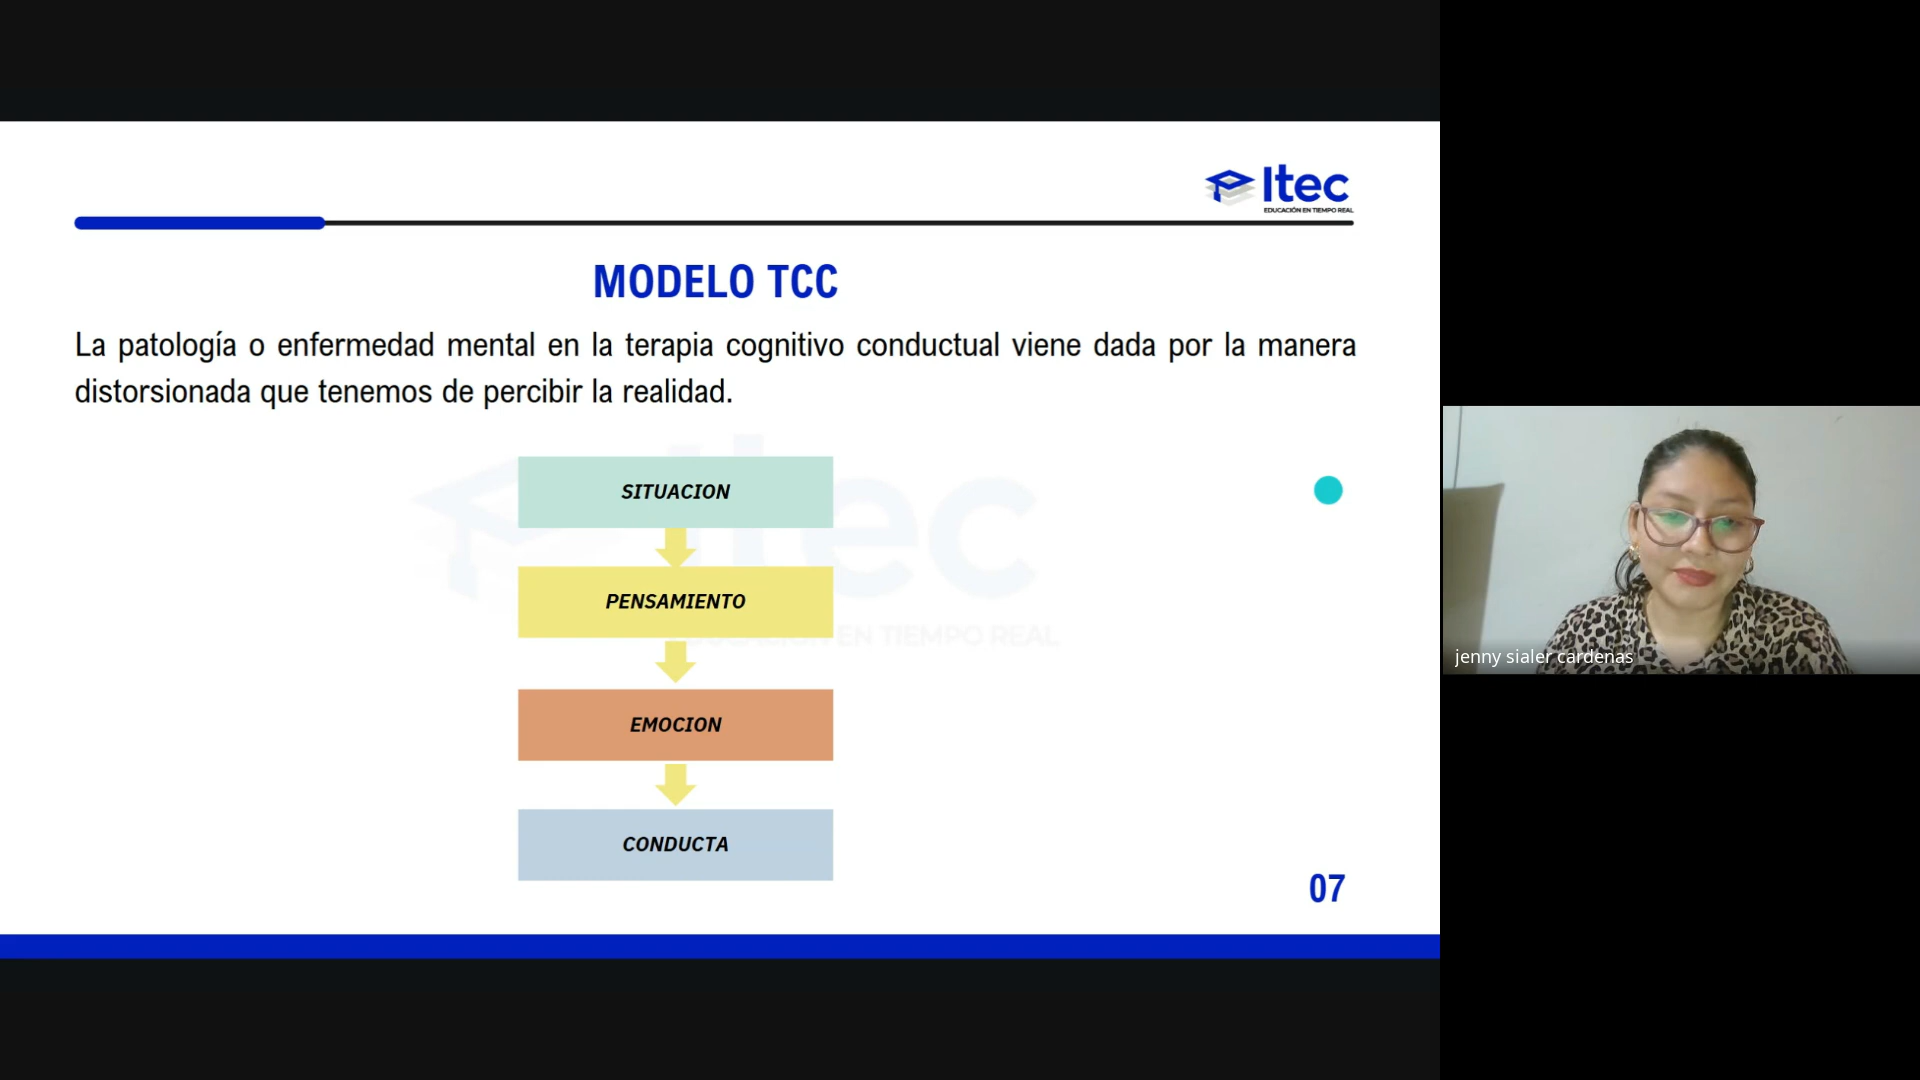 Itec
EDUCACIÓN EN TIEMPO REAL
MODELO TCC
La patología o enfermedad mental en la terapia cognitivo conductual viene dada por la manera
distorsionada que tenemos de percibir la realidad.
SITUACION
PENSAMIENTO
EMOCION
CONDUCTA
07
jenny sialer cardenas